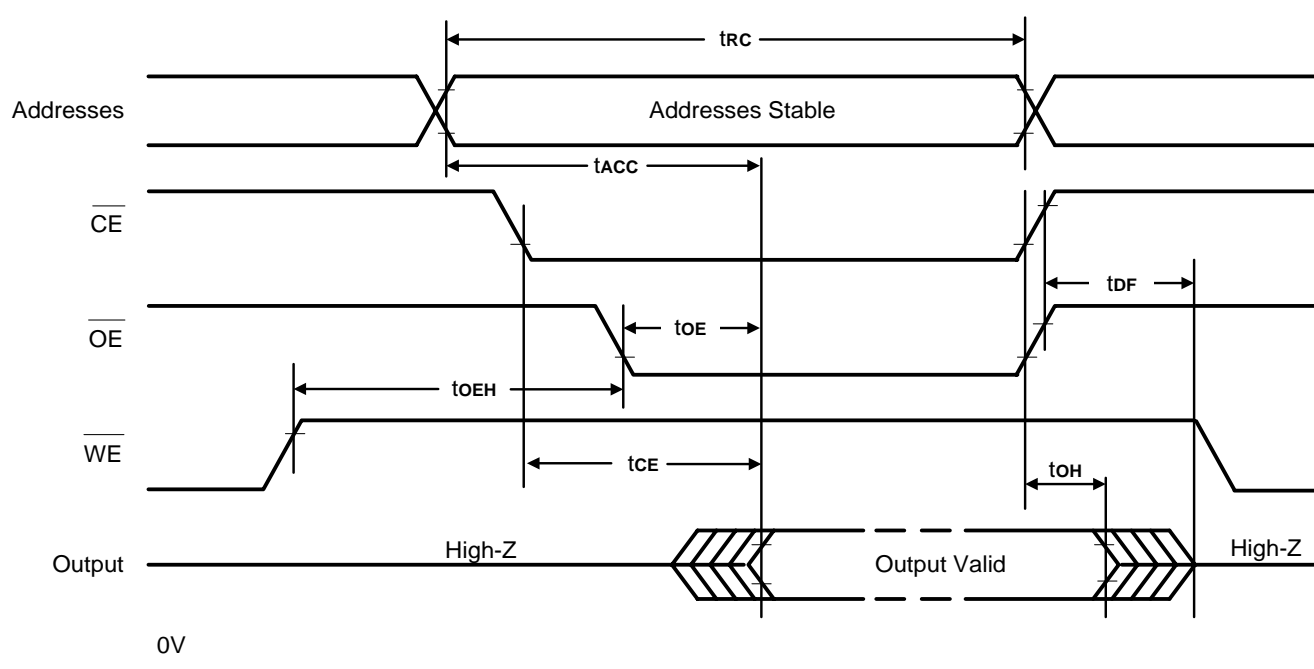 tRC
Addresses
Addresses Stable
tACC
CE
tDF
OE
tOE
tOEH
WE
tCE
tOH
Output
High-Z
Output Valid
High-Z
0V